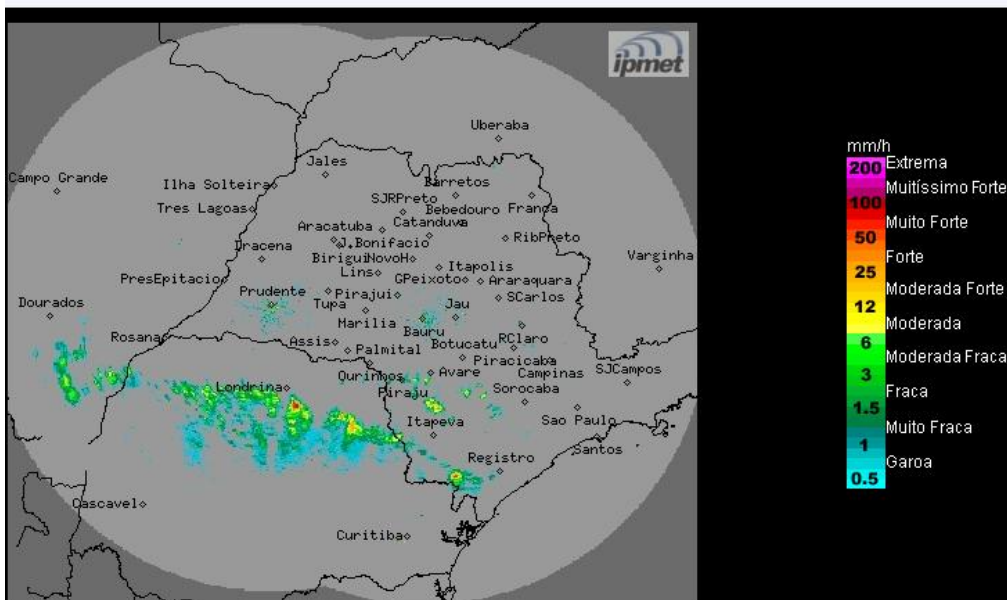 ipmet
Uberaba
Jales
Campo Grande
Ilha Solteira
Barretos
SJRPreto
Tres Lagoas
Bebedouro
Franca
Aracatuba
Catanduva
Dracena
J.Bonifacio
RibPreto
Varginha
Birigui
NovoH
Lins
Itapolis
PresEpitacio
GPeixoto
Araraquara
Prudente
Pirajui
SCarlos
Dourados
Tupa
Jau
Marilia
Bauru
Rosana
Assis
Botucatu
RClaro
Palmital
Piracicaba
Ourinhos
Avare
Campinas
SJCampos
Londrina
Piraju
Sorocaba
Itapeva
Sao Paulo
Santos
Registro
Cascavel
Curitiba
mm/h
200 Extrema
Muitíssimo Forte
100
Muito Forte
50
Forte
25
Moderada Forte
12
Moderada
6
Moderada Fraca
3
Fraca
1.5
Muito Fraca
1
Garoa
0.5